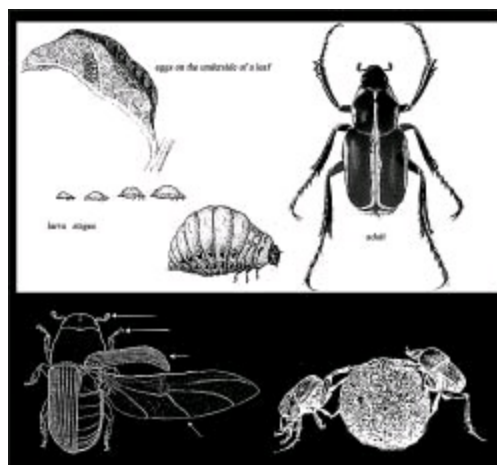 eggs on the underside of a leaf
larva stages
adult